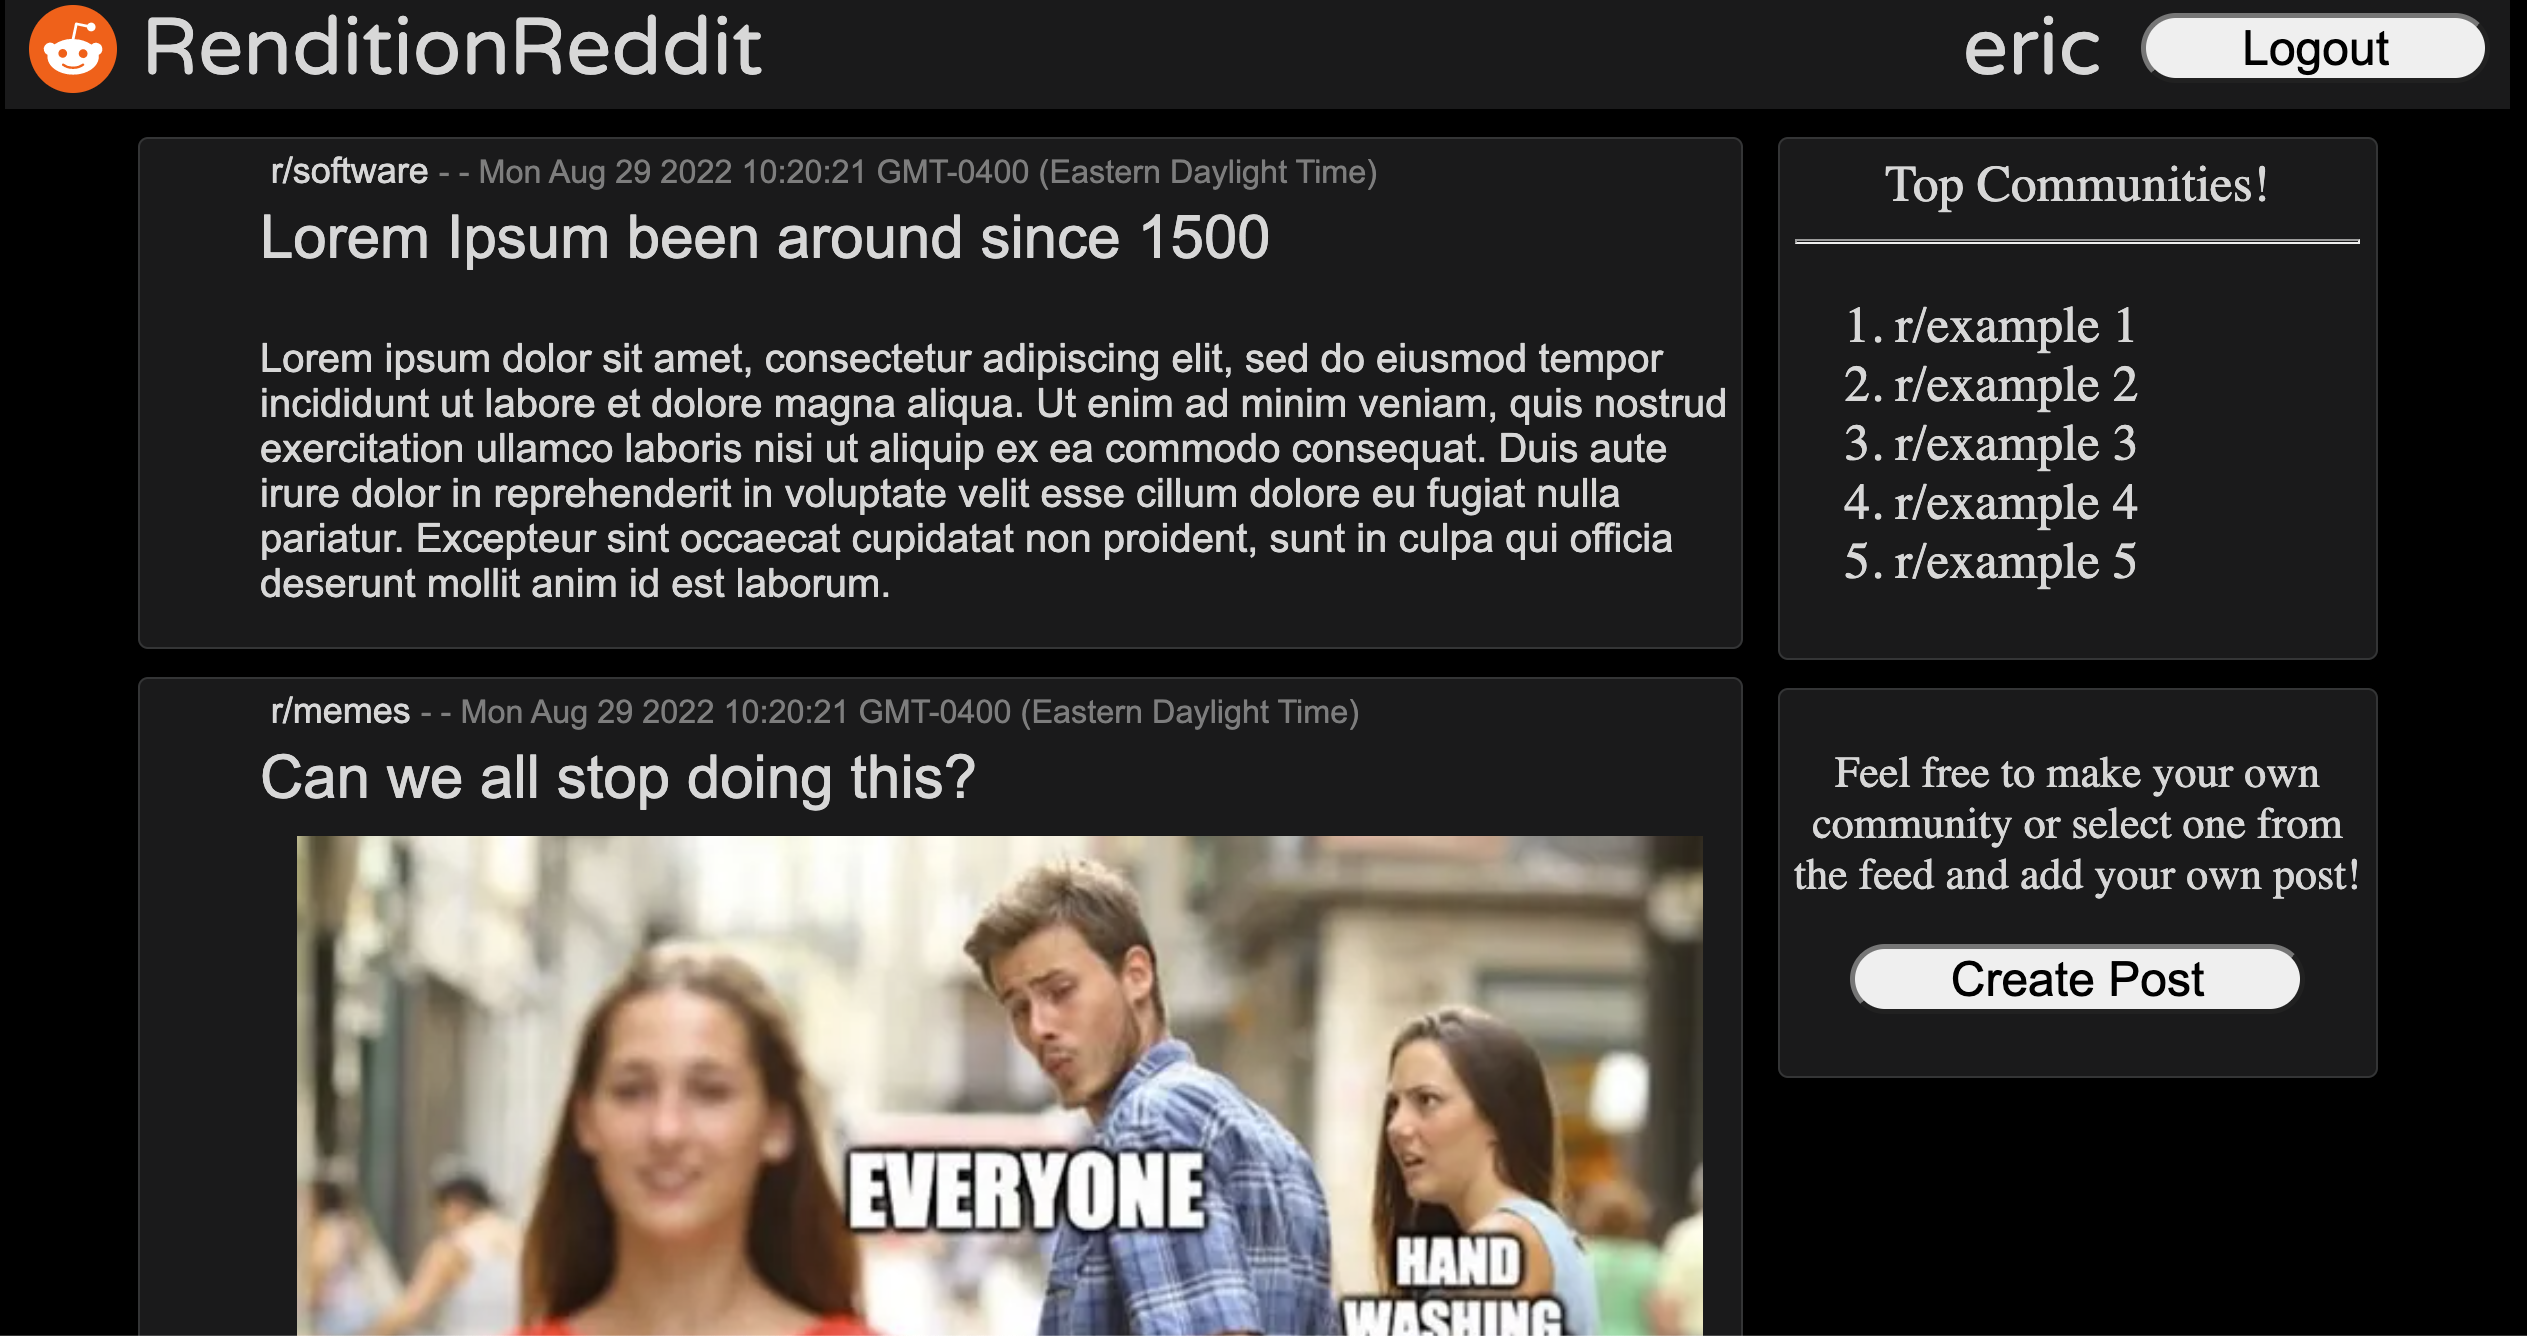 RenditionReddit
eric
Logout
r/software - - Mon Aug 29 2022 10:20:21 GMT-0400 (Eastern Daylight Time)
Lorem Ipsum been around since 1500
Lorem ipsum dolor sit amet, consectetur adipiscing elit, sed do eiusmod tempor
incididunt ut labore et dolore magna aliqua. Ut enim ad minim veniam, quis nostrud
exercitation ullamco laboris nisi ut aliquip ex ea commodo consequat. Duis aute
irure dolor in reprehenderit in voluptate velit esse cillum dolore eu fugiat nulla
pariatur. Excepteur sint occaecat cupidatat non proident, sunt in culpa qui officia
deserunt mollit anim id est laborum.
r/memes - - Mon Aug 29 2022 10:20:21 GMT-0400 (Eastern Daylight Time)
Can we all stop doing this?
EVERYONE
HAND
WASHING
Top Communities!
1. r/example 1
2. r/example 2
3. r/example 3
4. r/example 4
5. r/example 5
Feel free to make your own
community or select one from
the feed and add your own post!
Create Post